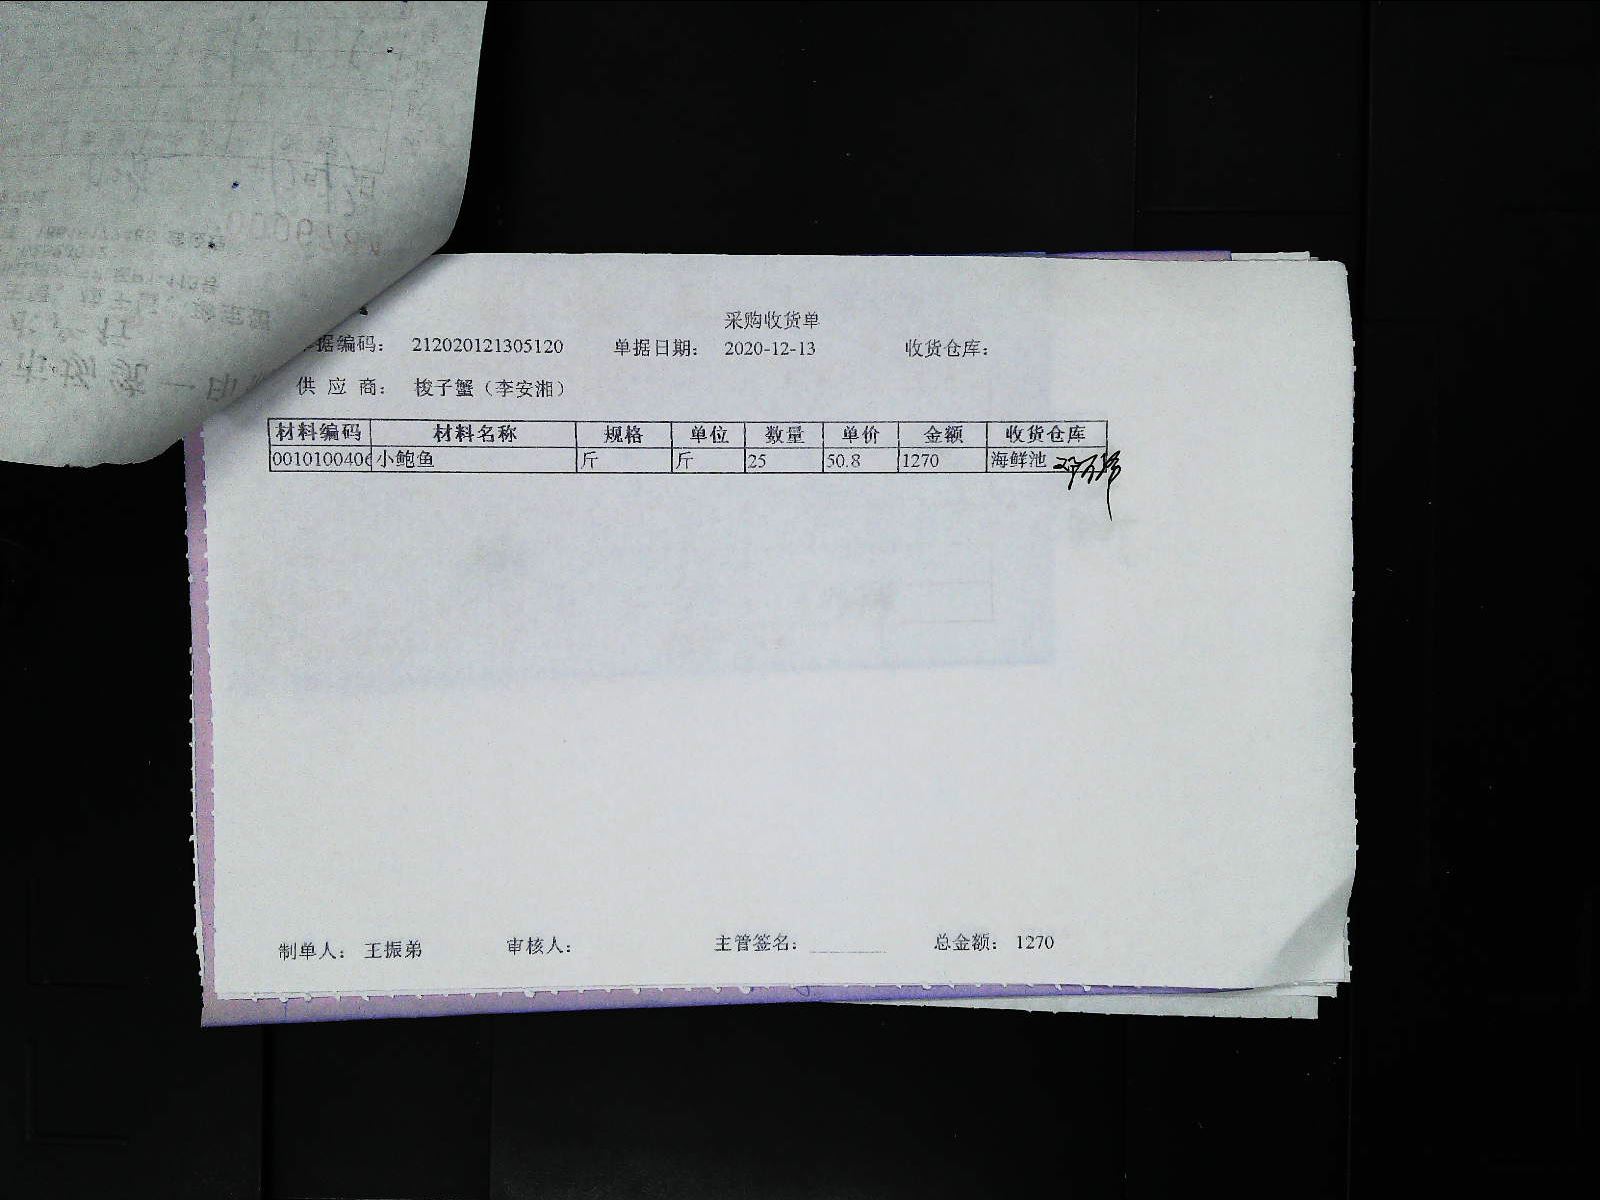 采购收货单
据编码： 212020121305120 单据日期： 2020-12-13 收货仓库：
供 应 商： 梭子蟹（李安湘）
材料编码 材料名称 规格 单位 数量 单价 金额 收货仓库
0010100406 小鲍鱼 斤 斤 25 50.8 1270 海鲜池
制单人： 王振弟 审核人： 主管签名： 总金额： 1270